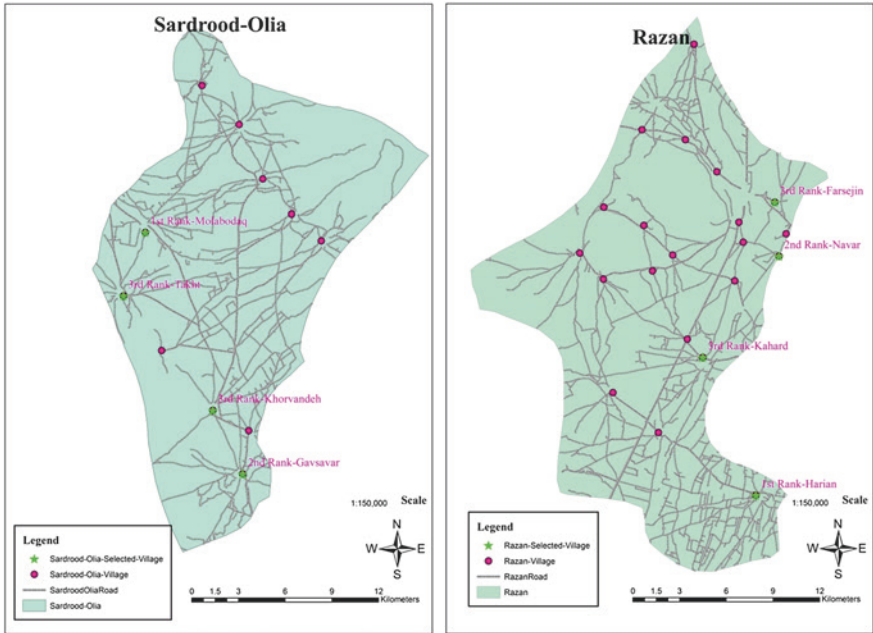 Sardrood-Olia
1st Rank-Molabodaq
3rd Rank-Takht
3rd Rank-Khorvandeh
2nd Rank-Gavsavar
1:150,000 Scale
N
W E
S
Legend
Sardrood-Olia-Selected-Village
Sardrood-Olia-Village
SardroodOliaRoad
Sardrood-Olia
0 1.5 3 6 9 12
Kilometers
Razan
3rd Rank-Farsejin
2nd Rank-Navar
3rd Rank-Kahard
1st Rank-Harian
1:150,000 Scale
N
W E
S
Legend
Razan-Selected-Village
Razan-Village
RazanRoad
Razan
0 1.5 3 6 9 12
Kilometers